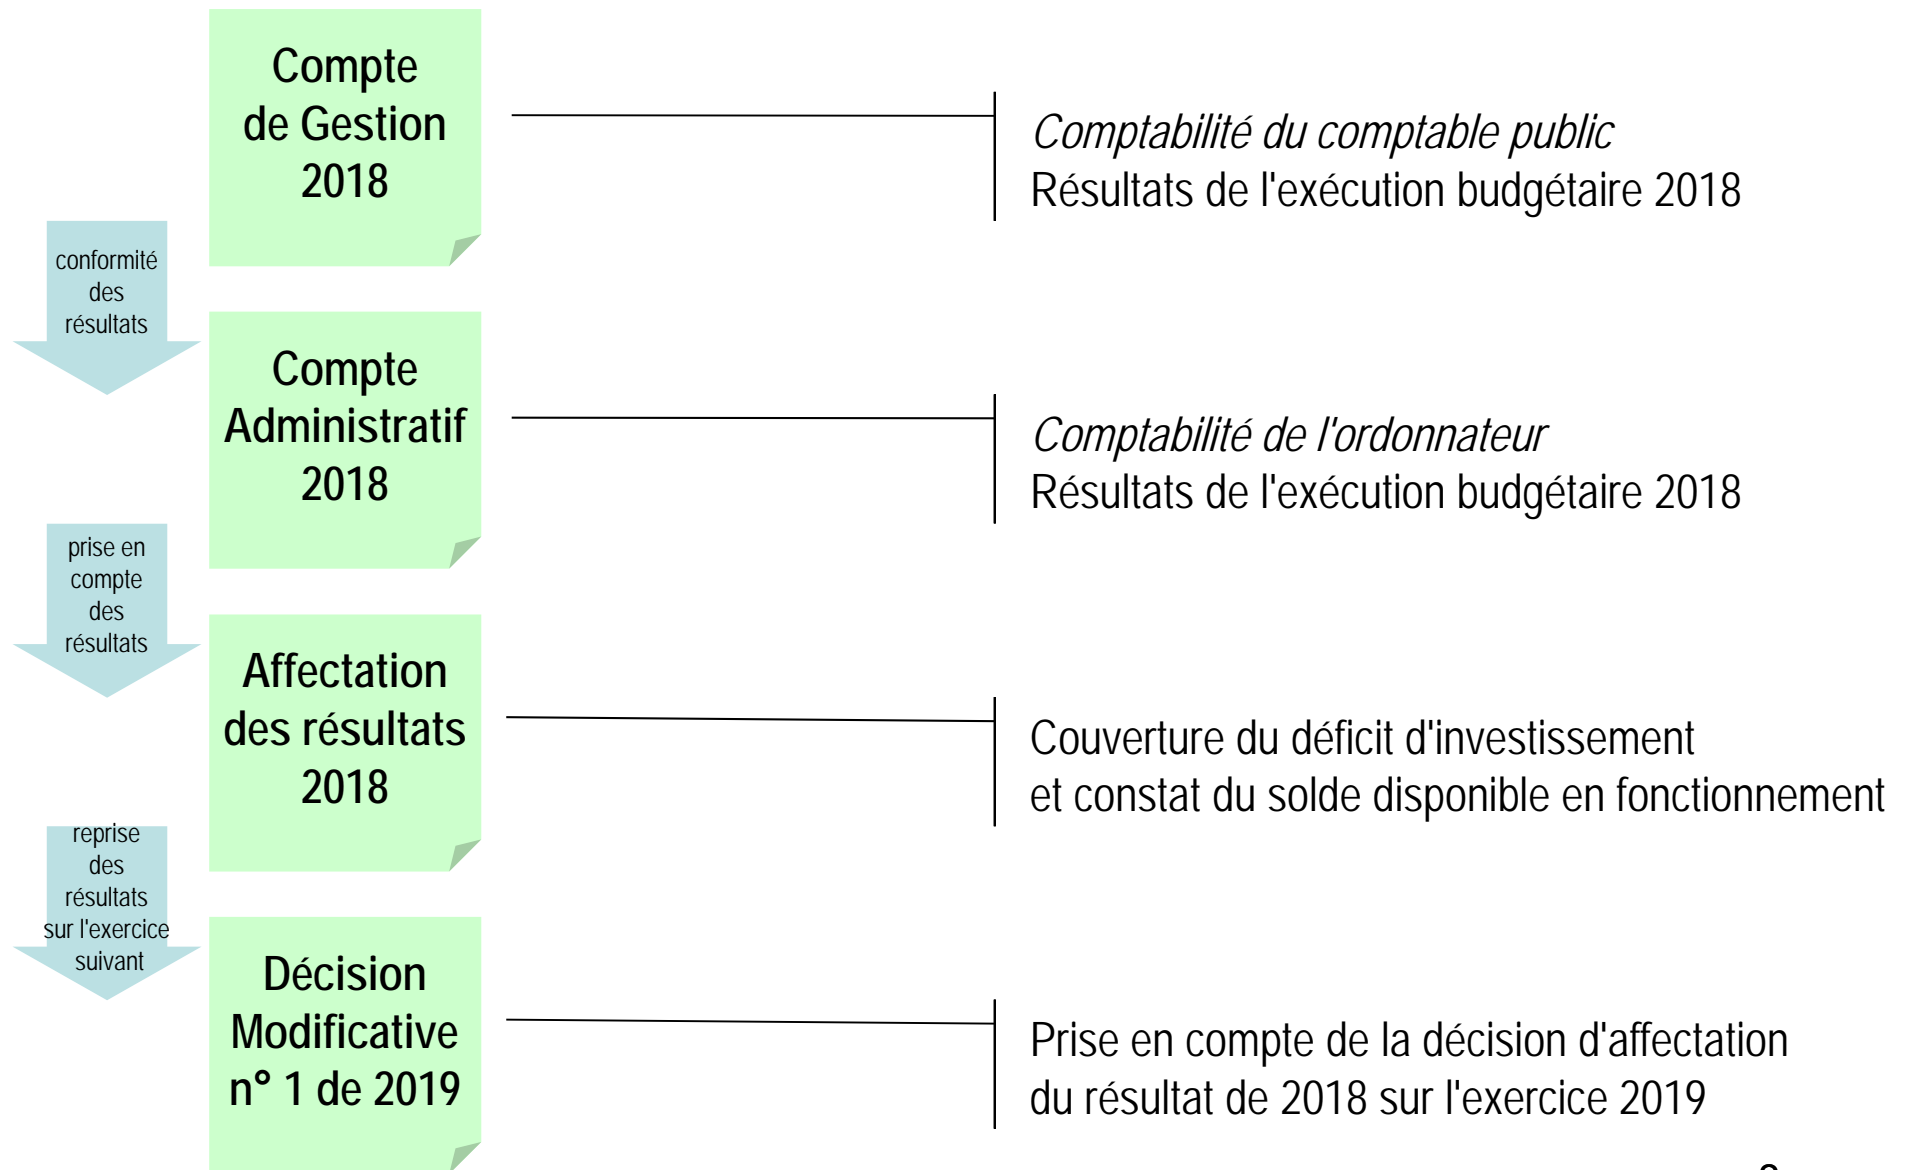 Compte
de Gestion
2018
Comptabilité du comptable public
Résultats de l'exécution budgétaire 2018
conformité
des
résultats
Compte
Administratif
2018
Comptabilité de l'ordonnateur
Résultats de l'exécution budgétaire 2018
prise en
compte
des
résultats
Affectation
des résultats
2018
Couverture du déficit d'investissement
et constat du solde disponible en fonctionnement
reprise
des
résultats
sur l'exercice
suivant
Décision
Modificative
n° 1 de 2019
Prise en compte de la décision d'affectation
du résultat de 2018 sur l'exercice 2019